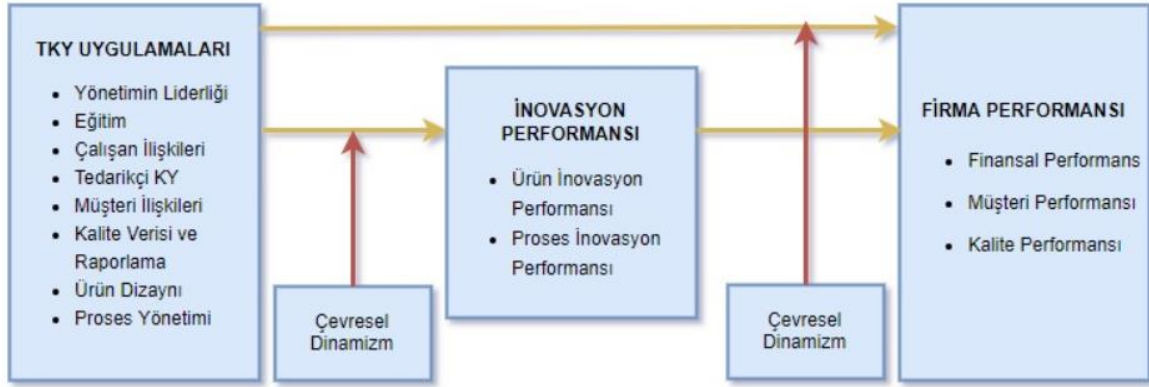 TKY UYGULAMALARI
• Yönetimin Liderliği
• Eğitim
• Çalışan İlişkileri
• Tedarikçi KY
• Müşteri İlişkileri
• Kalite Verisi ve
Raporlama
• Ürün Dizaynı
• Proses Yönetimi
Çevresel
Dinamizm
İNOVASYON
PERFORMANSI
• Ürün İnovasyon
Performansı
• Proses İnovasyon
Performansı
Çevresel
Dinamizm
FİRMA PERFORMANSI
• Finansal Performans
• Müşteri Performansı
• Kalite Performansı